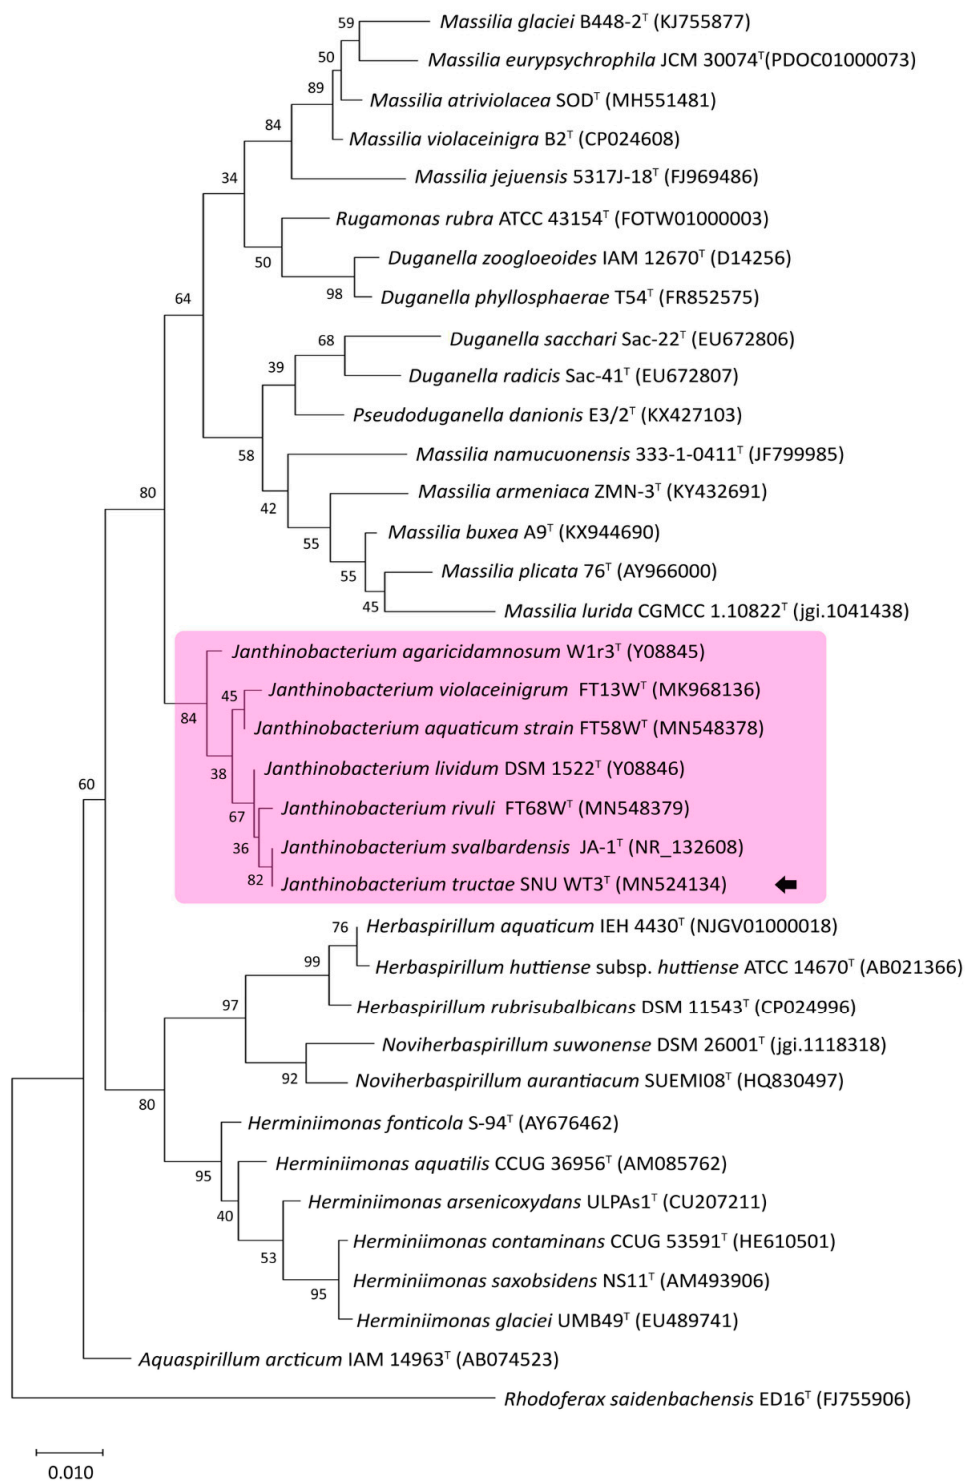 59
Massilia glaciei B448-2ᵀ (KJ755877)
50
Massilia eurypsychrophila JCM 30074ᵀ(PDOC01000073)
89
Massilia atriviolacea SODᵀ (MH551481)
84
Massilia violaceinigra B2ᵀ (CP024608)
34
Massilia jejuensis 5317J-18ᵀ (FJ969486)
Rugamonas rubra ATCC 43154ᵀ (FOTW01000003)
50
Duganella zoogloeoides IAM 12670ᵀ (D14256)
98
Duganella phyllosphaerae T54ᵀ (FR852575)
64
68
Duganella sacchari Sac-22ᵀ (EU672806)
39
Duganella radicis Sac-41ᵀ (EU672807)
Pseudoduganella danionis E3/2ᵀ (KX427103)
58
Massilia namucuonensis 333-1-0411ᵀ (JF799985)
80
42
Massilia armeniaca ZMN-3ᵀ (KY432691)
55
Massilia buxea A9ᵀ (KX944690)
55
Massilia plicata 76ᵀ (AY966000)
45
Massilia lurida CGMCC 1.10822ᵀ (jgi.1041438)
Janthinobacterium agaricidamnosum W1r3ᵀ (Y08845)
45
Janthinobacterium violaceinigrum FT13Wᵀ (MK968136)
84
Janthinobacterium aquaticum strain FT58Wᵀ (MN548378)
38
Janthinobacterium lividum DSM 1522ᵀ (Y08846)
60
67
Janthinobacterium rivuli FT68Wᵀ (MN548379)
36
Janthinobacterium svalbardensis JA-1ᵀ (NR_132608)
82
Janthinobacterium tructae SNU WT3ᵀ (MN524134)
76
Herbaspirillum aquaticum IEH 4430ᵀ (NJGV01000018)
99
Herbaspirillum huttiense subsp. huttiense ATCC 14670ᵀ (AB021366)
97
Herbaspirillum rubrisubalbicans DSM 11543ᵀ (CP024996)
Noviherbaspirillum suwonense DSM 26001ᵀ (jgi.1118318)
92
Noviherbaspirillum aurantiacum SUEMI08ᵀ (HQ830497)
80
Herminiimonas fonticola S-94ᵀ (AY676462)
95
Herminiimonas aquatilis CCUG 36956ᵀ (AM085762)
40
Herminiimonas arsenicoxydans ULPAs1ᵀ (CU207211)
53
Herminiimonas contaminans CCUG 53591ᵀ (HE610501)
95
Herminiimonas saxobsidens NS11ᵀ (AM493906)
Herminiimonas glaciei UMB49ᵀ (EU489741)
Aquaspirillum arcticum IAM 14963ᵀ (AB074523)
Rhodoferax saidenbachensis ED16ᵀ (FJ755906)
0.010